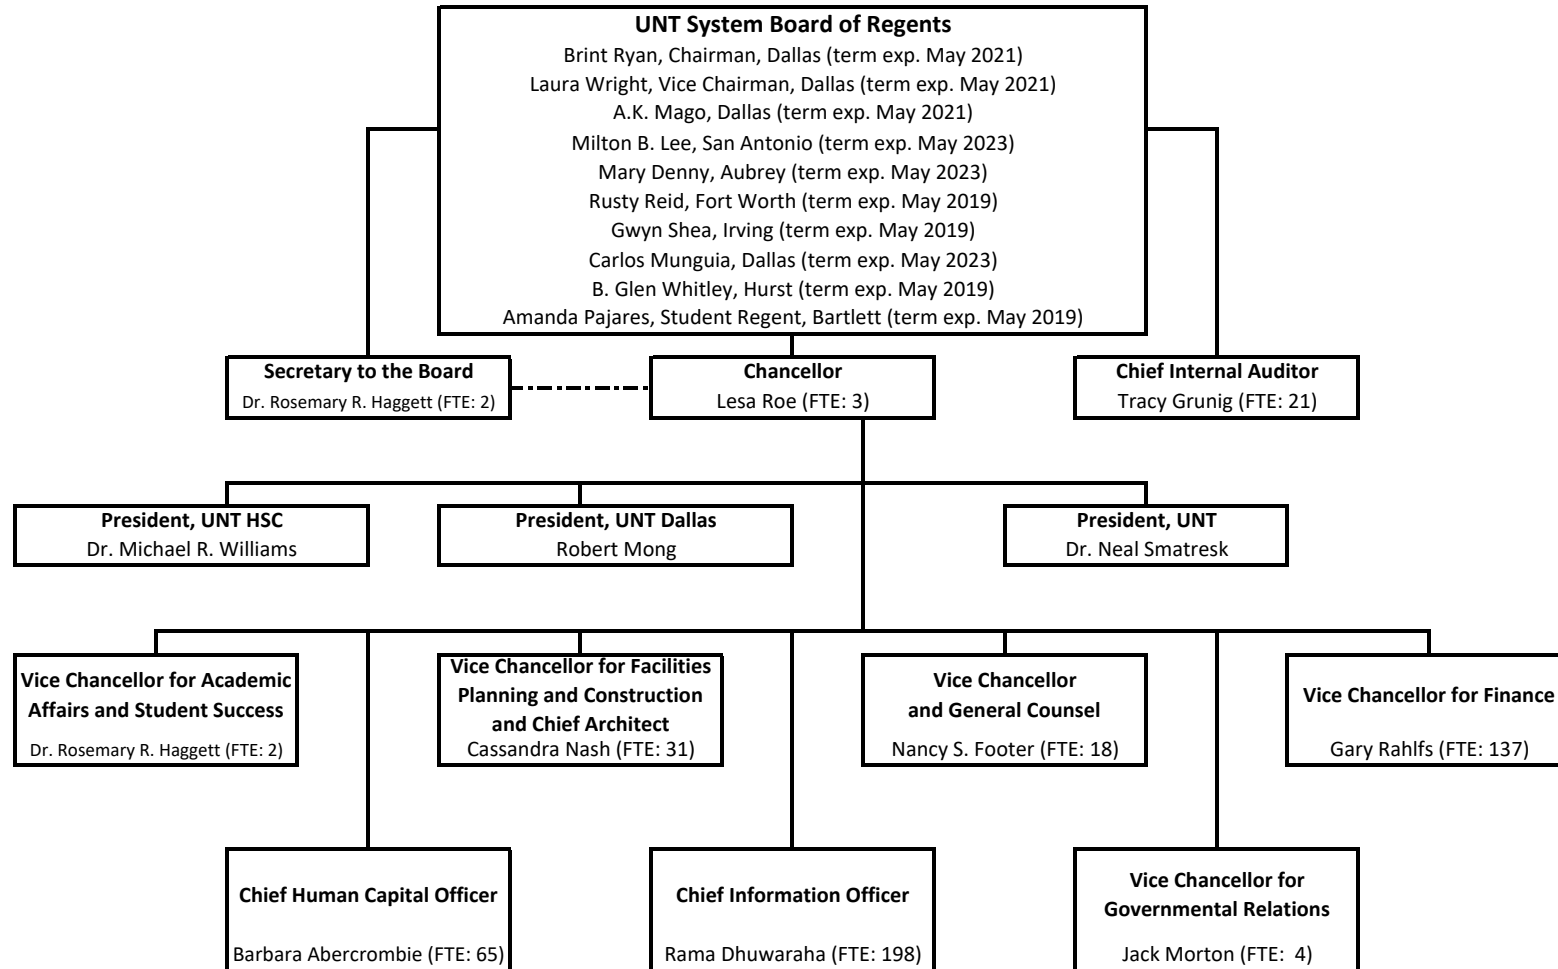 UNT System Board of Regents
Brint Ryan, Chairman, Dallas (term exp. May 2021)
Laura Wright, Vice Chairman, Dallas (term exp. May 2021)
A.K. Mago, Dallas (term exp. May 2021)
Milton B. Lee, San Antonio (term exp. May 2023)
Mary Denny, Aubrey (term exp. May 2023)
Rusty Reid, Fort Worth (term exp. May 2019)
Gwyn Shea, Irving (term exp. May 2019)
Carlos Munguia, Dallas (term exp. May 2023)
B. Glen Whitley, Hurst (term exp. May 2019)
Amanda Pajares, Student Regent, Bartlett (term exp. May 2019)
Secretary to the Board
Dr. Rosemary R. Haggett (FTE: 2)
Chancellor
Lesa Roe (FTE: 3)
Chief Internal Auditor
Tracy Grunig (FTE: 21)
President, UNT HSC
Dr. Michael R. Williams
President, UNT Dallas
Robert Mong
President, UNT
Dr. Neal Smatresk
Vice Chancellor for Academic
Affairs and Student Success
Dr. Rosemary R. Haggett (FTE: 2)
Vice Chancellor for Facilities
Planning and Construction
and Chief Architect
Cassandra Nash (FTE: 31)
Vice Chancellor
and General Counsel
Nancy S. Footer (FTE: 18)
Vice Chancellor for Finance
Gary Rahlfs (FTE: 137)
Chief Human Capital Officer
Barbara Abercrombie (FTE: 65)
Chief Information Officer
Rama Dhuwaraha (FTE: 198)
Vice Chancellor for
Governmental Relations
Jack Morton (FTE:  4)